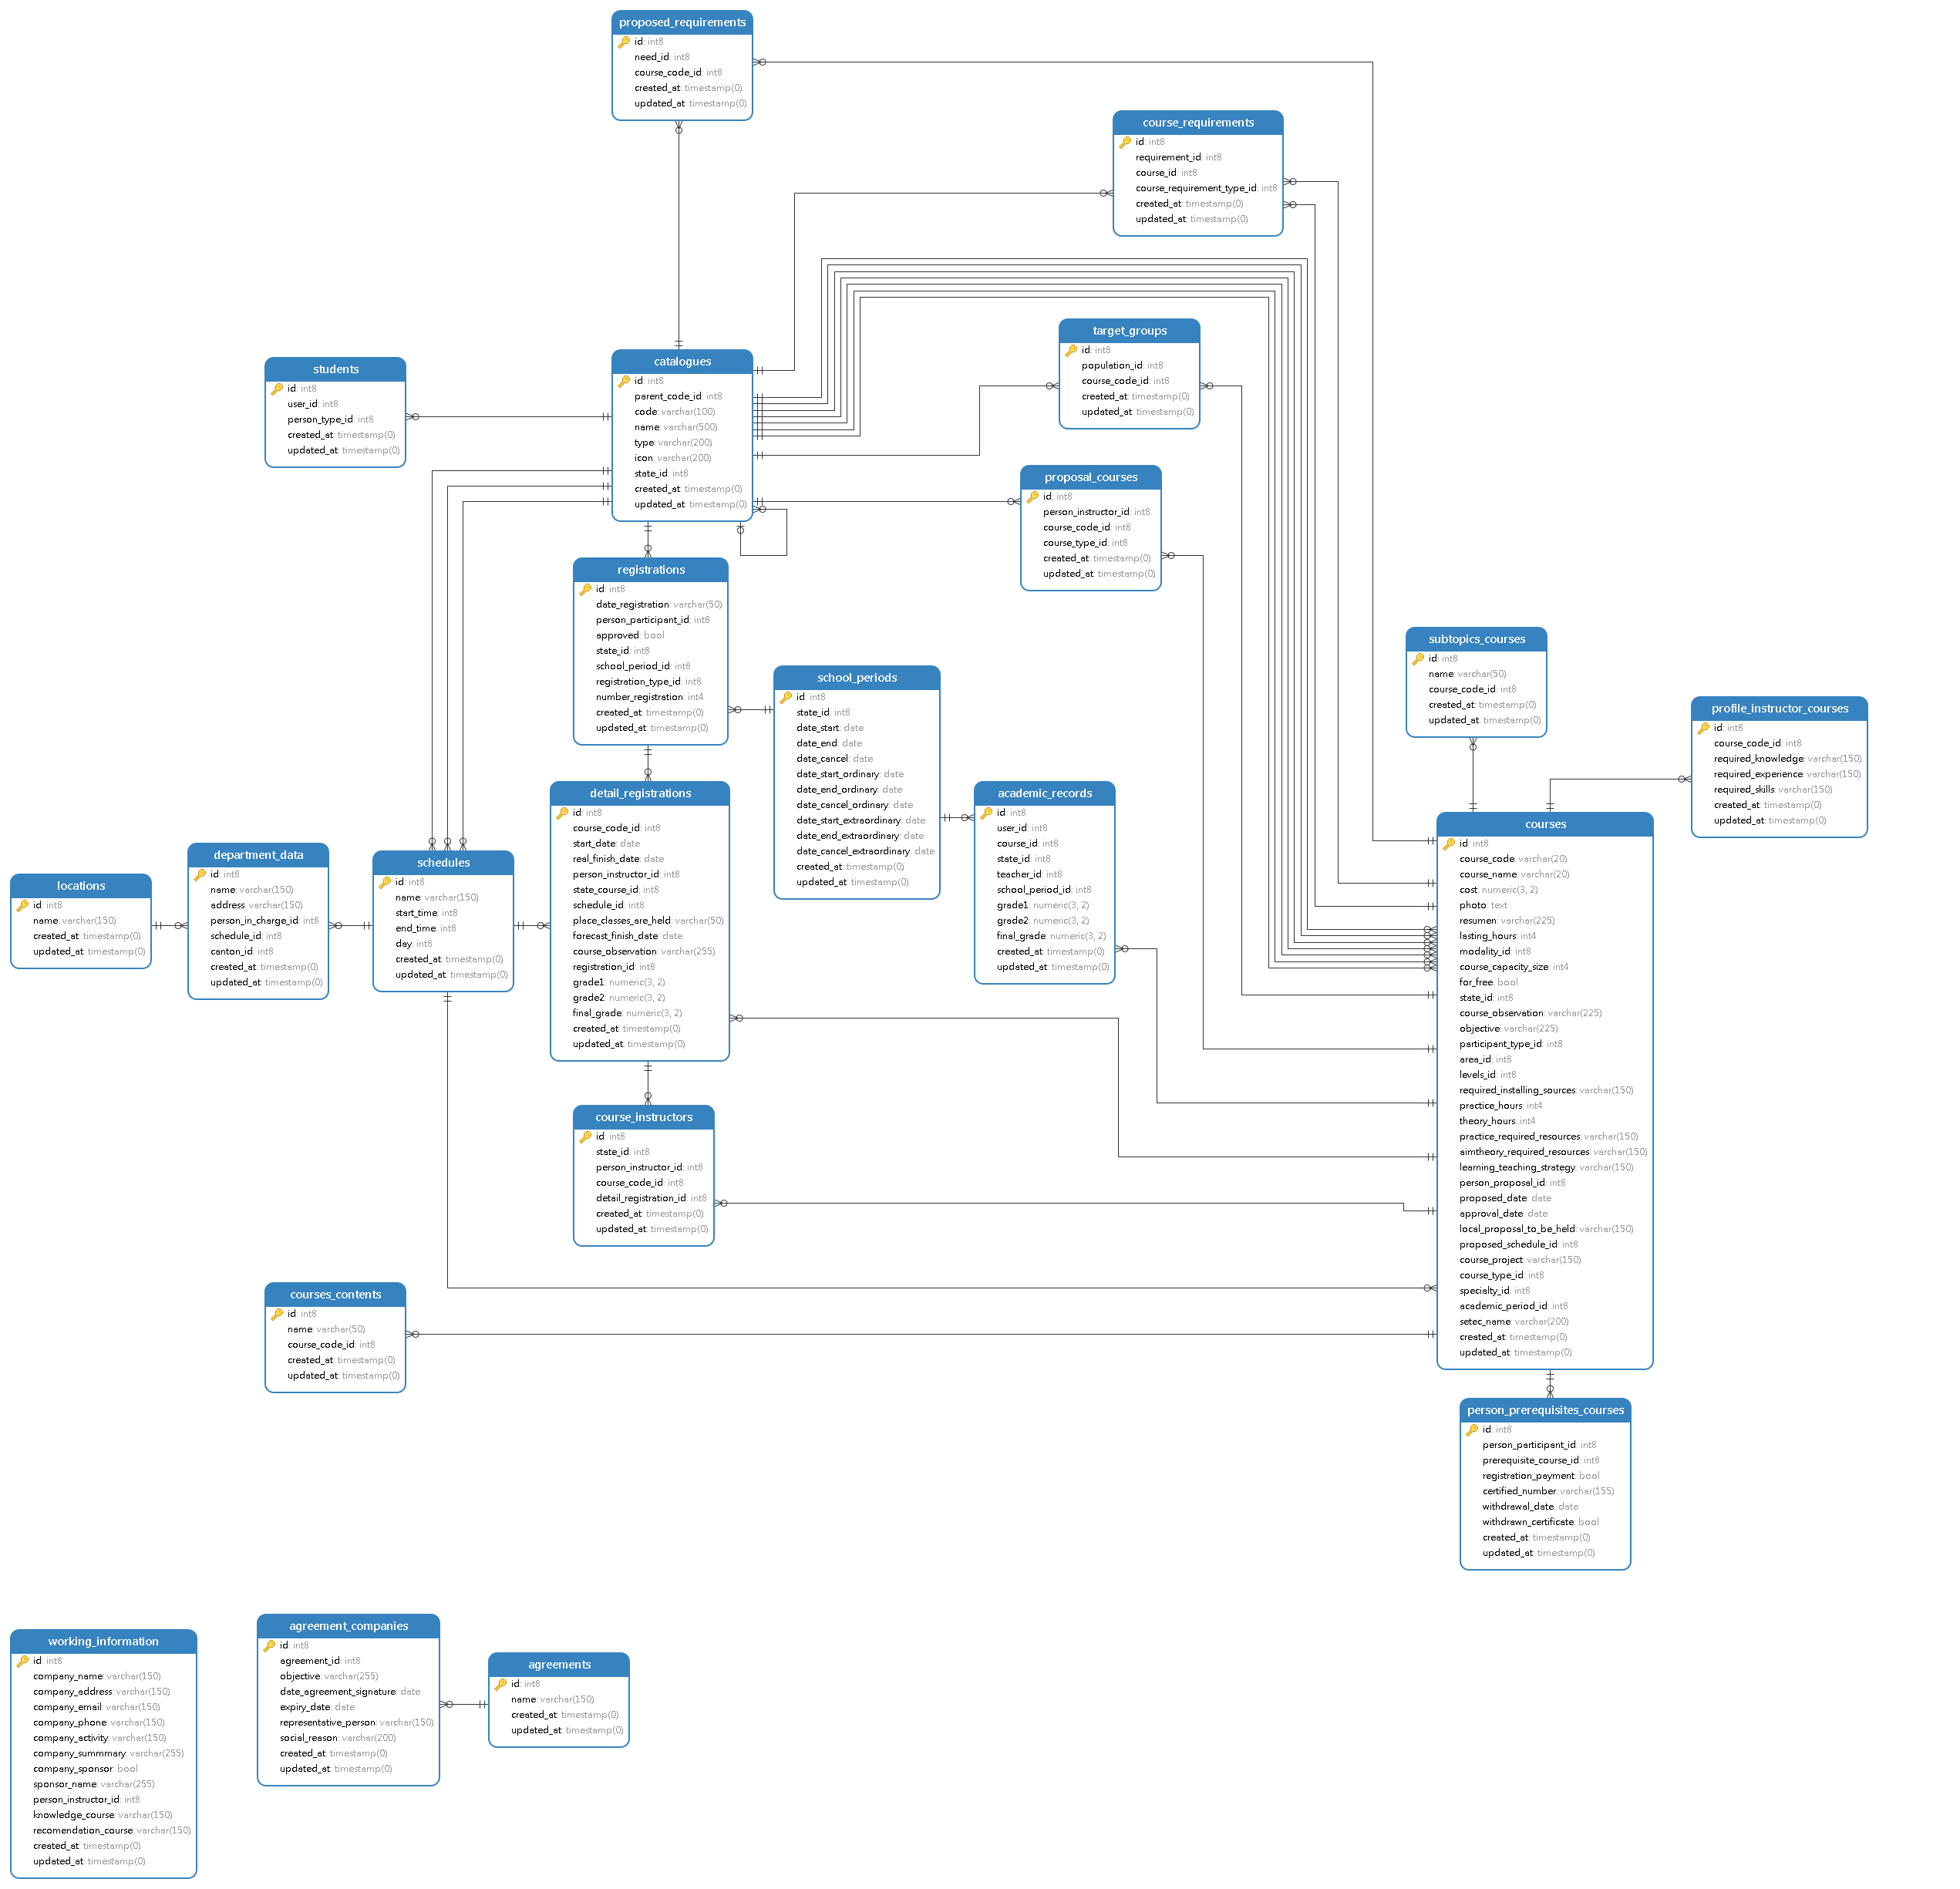 proposed_requirements
id: int8
need_id: int8
course_code_id: int8
created_at: timestamp(0)
updated_at: timestamp(0)
course_requirements
id: int8
requirement_id: int8
course_id: int8
course_requirement_type_id: int8
created_at: timestamp(0)
updated_at: timestamp(0)
target_groups
id: int8
population_id: int8
course_code_id: int8
created_at: timestamp(0)
updated_at: timestamp(0)
students
id: int8
user_id: int8
person_type_id: int8
created_at: timestamp(0)
updated_at: timestamp(0)
catalogues
id: int8
parent_code_id: int8
code: varchar(100)
name: varchar(500)
type: varchar(200)
icon: varchar(200)
state_id: int8
created_at: timestamp(0)
updated_at: timestamp(0)
proposal_courses
id: int8
person_instructor_id: int8
course_code_id: int8
course_type_id: int8
created_at: timestamp(0)
updated_at: timestamp(0)
registrations
id: int8
date_registration: varchar(50)
person_participant_id: int8
approved: bool
state_id: int8
school_period_id: int8
registration_type_id: int8
number_registration: int4
created_at: timestamp(0)
updated_at: timestamp(0)
subtopics_courses
id: int8
name: varchar(50)
course_code_id: int8
created_at: timestamp(0)
updated_at: timestamp(0)
school_periods
id: int8
state_id: int8
date_start: date
date_end: date
date_cancel: date
date_start_ordinary: date
date_end_ordinary: date
date_cancel_ordinary: date
date_start_extraordinary: date
date_end_extraordinary: date
date_cancel_extraordinary: date
created_at: timestamp(0)
updated_at: timestamp(0)
profile_instructor_courses
id: int8
course_code_id: int8
required_knowledge: varchar(150)
required_experience: varchar(150)
required_skills: varchar(150)
created_at: timestamp(0)
updated_at: timestamp(0)
detail_registrations
id: int8
course_code_id: int8
start_date: date
real_finish_date: date
person_instructor_id: int8
state_course_id: int8
schedule_id: int8
place_classes_are_held: varchar(50)
forecast_finish_date: date
course_observation: varchar(255)
registration_id: int8
grade1: numeric(3, 2)
grade2: numeric(3, 2)
final_grade: numeric(3, 2)
created_at: timestamp(0)
updated_at: timestamp(0)
academic_records
id: int8
user_id: int8
course_id: int8
state_id: int8
teacher_id: int8
school_period_id: int8
grade1: numeric(3, 2)
grade2: numeric(3, 2)
final_grade: numeric(3, 2)
created_at: timestamp(0)
updated_at: timestamp(0)
courses
id: int8
course_code: varchar(20)
course_name: varchar(20)
cost: numeric(3, 2)
photo: text
resumen: varchar(225)
lasting_hours: int4
modality_id: int8
course_capacity_size: int4
for_free: bool
state_id: int8
course_observation: varchar(225)
objective: varchar(225)
participant_type_id: int8
area_id: int8
levels_id: int8
required_installing_sources: varchar(150)
practice_hours: int4
theory_hours: int4
practice_required_resources: varchar(150)
aimtheory_required_resources: varchar(150)
learning_teaching_strategy: varchar(150)
person_proposal_id: int8
proposed_date: date
approval_date: date
local_proposal_to_be_held: varchar(150)
proposed_schedule_id: int8
course_project: varchar(150)
course_type_id: int8
specialty_id: int8
academic_period_id: int8
setec_name: varchar(200)
created_at: timestamp(0)
updated_at: timestamp(0)
locations
id: int8
name: varchar(150)
created_at: timestamp(0)
updated_at: timestamp(0)
department_data
id: int8
name: varchar(150)
address: varchar(150)
person_in_charge_id: int8
schedule_id: int8
canton_id: int8
created_at: timestamp(0)
updated_at: timestamp(0)
schedules
id: int8
name: varchar(150)
start_time: int8
end_time: int8
day: int8
created_at: timestamp(0)
updated_at: timestamp(0)
course_instructors
id: int8
state_id: int8
person_instructor_id: int8
course_code_id: int8
detail_registration_id: int8
created_at: timestamp(0)
updated_at: timestamp(0)
courses_contents
id: int8
name: varchar(50)
course_code_id: int8
created_at: timestamp(0)
updated_at: timestamp(0)
person_prerequisites_courses
id: int8
person_participant_id: int8
prerequisite_course_id: int8
registration_payment: bool
certified_number: varchar(155)
withdrawal_date: date
withdrawn_certificate: bool
created_at: timestamp(0)
updated_at: timestamp(0)
working_information
id: int8
company_name: varchar(150)
company_address: varchar(150)
company_email: varchar(150)
company_phone: varchar(150)
company_activity: varchar(150)
company_summmary: varchar(255)
company_sponsor: bool
sponsor_name: varchar(255)
person_instructor_id: int8
knowledge_course: varchar(150)
recomendation_course: varchar(150)
created_at: timestamp(0)
updated_at: timestamp(0)
agreement_companies
id: int8
agreement_id: int8
objective: varchar(255)
date_agreement_signature: date
expiry_date: date
representative_person: varchar(150)
social_reason: varchar(200)
created_at: timestamp(0)
updated_at: timestamp(0)
agreements
id: int8
name: varchar(150)
created_at: timestamp(0)
updated_at: timestamp(0)